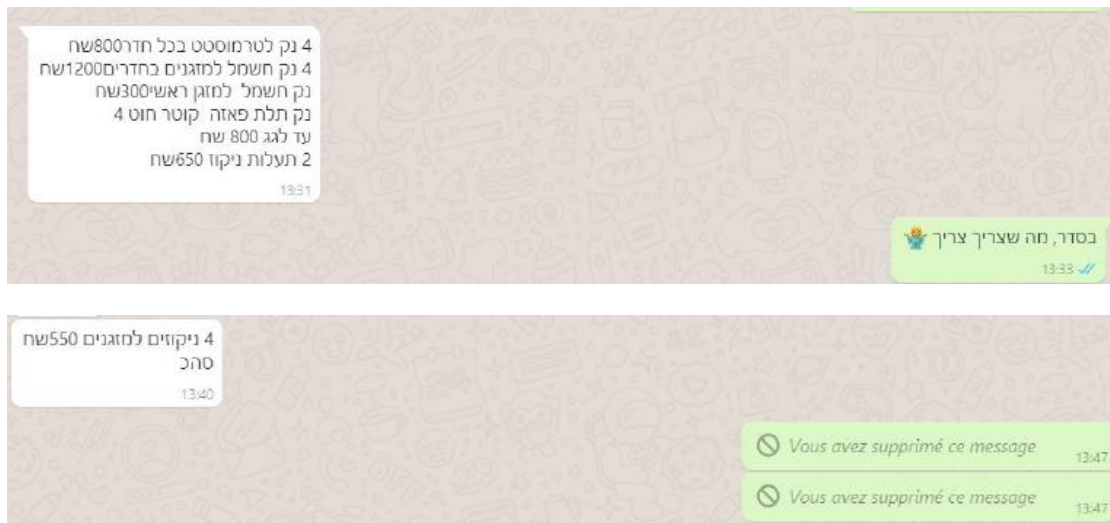 4 נק לטרמוסטט בכל חדר800שח
4 נק חשמל למזגנים בחדרים1200שח
נק חשמל למזגן ראשי300שח
נק תלת פאזה קוטר חוט 4
עד לגג 800 שח
2 תעלות ניקוז 650שח
13:31
בסדר, מה שצריך צריך 🤷‍♂️
13:33
4 ניקוזים למזגנים 550שח
סהכ
13:40
Vous avez supprimé ce message
13:47
Vous avez supprimé ce message
13:47